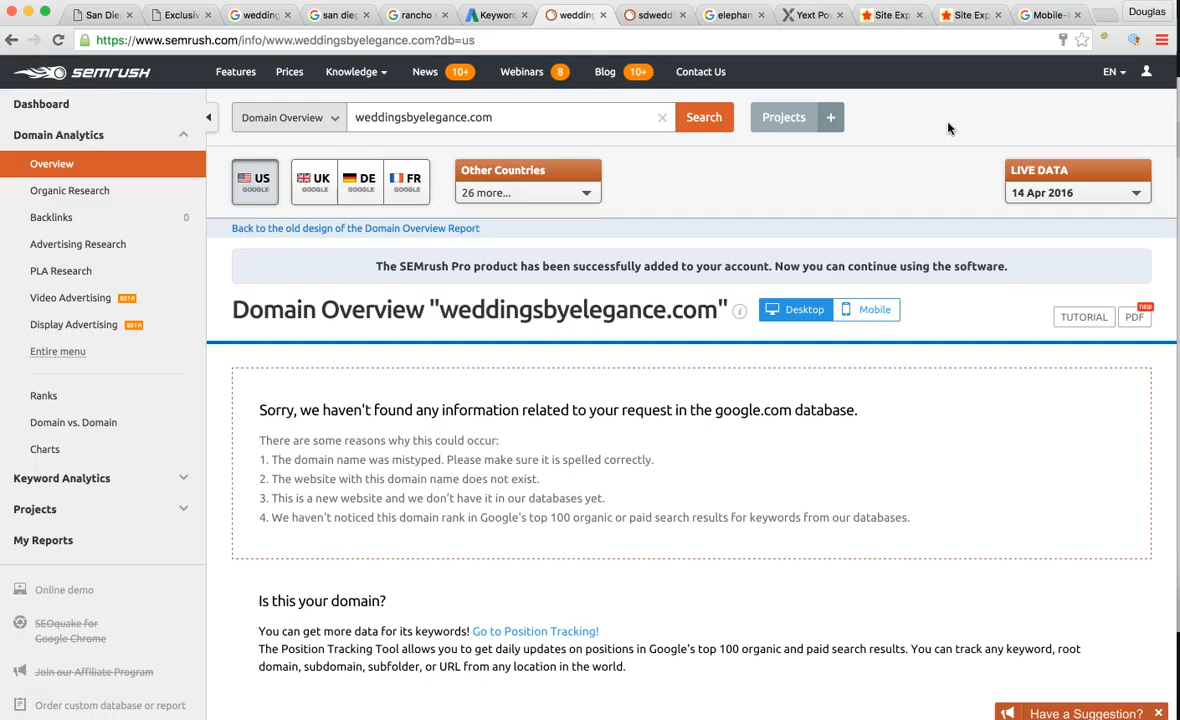 San Die
Exclusiv
wedding
san dieg
rancho
Keyword
wedding
sdweddi
elephan
Yext Po
Site Exp
Site Exp
Mobile-
Douglas
https://www.semrush.com/info/www.weddingsbyelegance.com?db=us
SEMRUSH
Features
Prices
Knowledge
News 10+
Webinars 8
Blog 10+
Contact Us
EN
Dashboard
Domain Analytics
Overview
Organic Research
Backlinks 0
Advertising Research
PLA Research
Video Advertising BETA
Display Advertising BETA
Entire menu
Ranks
Domain vs. Domain
Charts
Keyword Analytics
Projects
My Reports
Online demo
SEOquake for
Google Chrome
Join our Affiliate Program
Order custom database or report
Domain Overview
weddingsbyelegance.com
Search
Projects +
US
GOOGLE
UK
GOOGLE
DE
GOOGLE
FR
GOOGLE
Other Countries
26 more...
LIVE DATA
14 Apr 2016
Back to the old design of the Domain Overview Report
The SEMrush Pro product has been successfully added to your account. Now you can continue using the software.
Domain Overview "weddingsbyelegance.com"
i
Desktop
Mobile
TUTORIAL
PDF
NEW
Sorry, we haven't found any information related to your request in the google.com database.
There are some reasons why this could occur:
1. The domain name was mistyped. Please make sure it is spelled correctly.
2. The website with this domain name does not exist.
3. This is a new website and we don't have it in our databases yet.
4. We haven't noticed this domain rank in Google's top 100 organic or paid search results for keywords from our databases.
Is this your domain?
You can get more data for its keywords! Go to Position Tracking!
The Position Tracking Tool allows you to get daily updates on positions in Google's top 100 organic and paid search results. You can track any keyword, root
domain, subdomain, subfolder, or URL from any location in the world.
Have a Suggestion?